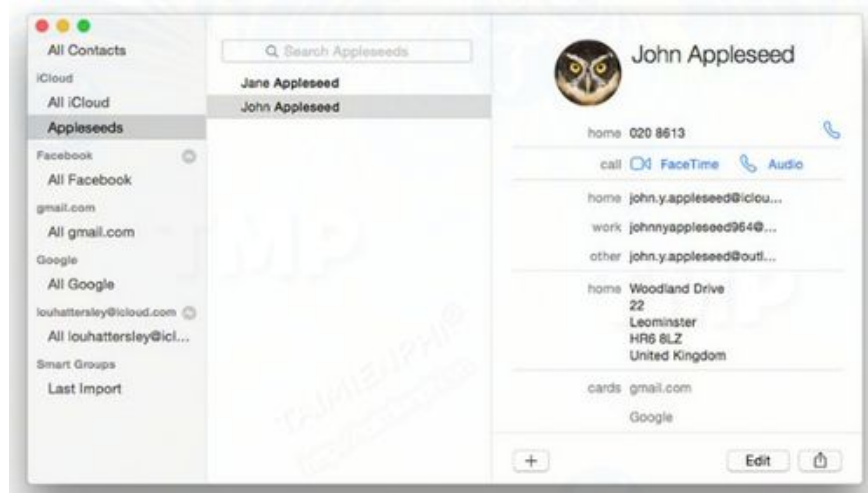 All Contacts
iCloud
All iCloud
Appleseeds
Facebook
All Facebook
gmail.com
All gmail.com
Google
All Google
louhattersley@icloud.com
All louhattersley@icl...
Smart Groups
Last Import
Search Appleseeds
Jane Appleseed
John Appleseed
John Appleseed
home 020 8613
call FaceTime Audio
home john.y.appleseed@iclou...
work johnnyappleseed964@...
other john.y.appleseed@outl...
home Woodland Drive
22
Leominster
HR6 8LZ
United Kingdom
cards gmail.com
Google
+ Edit
TMP
TMP